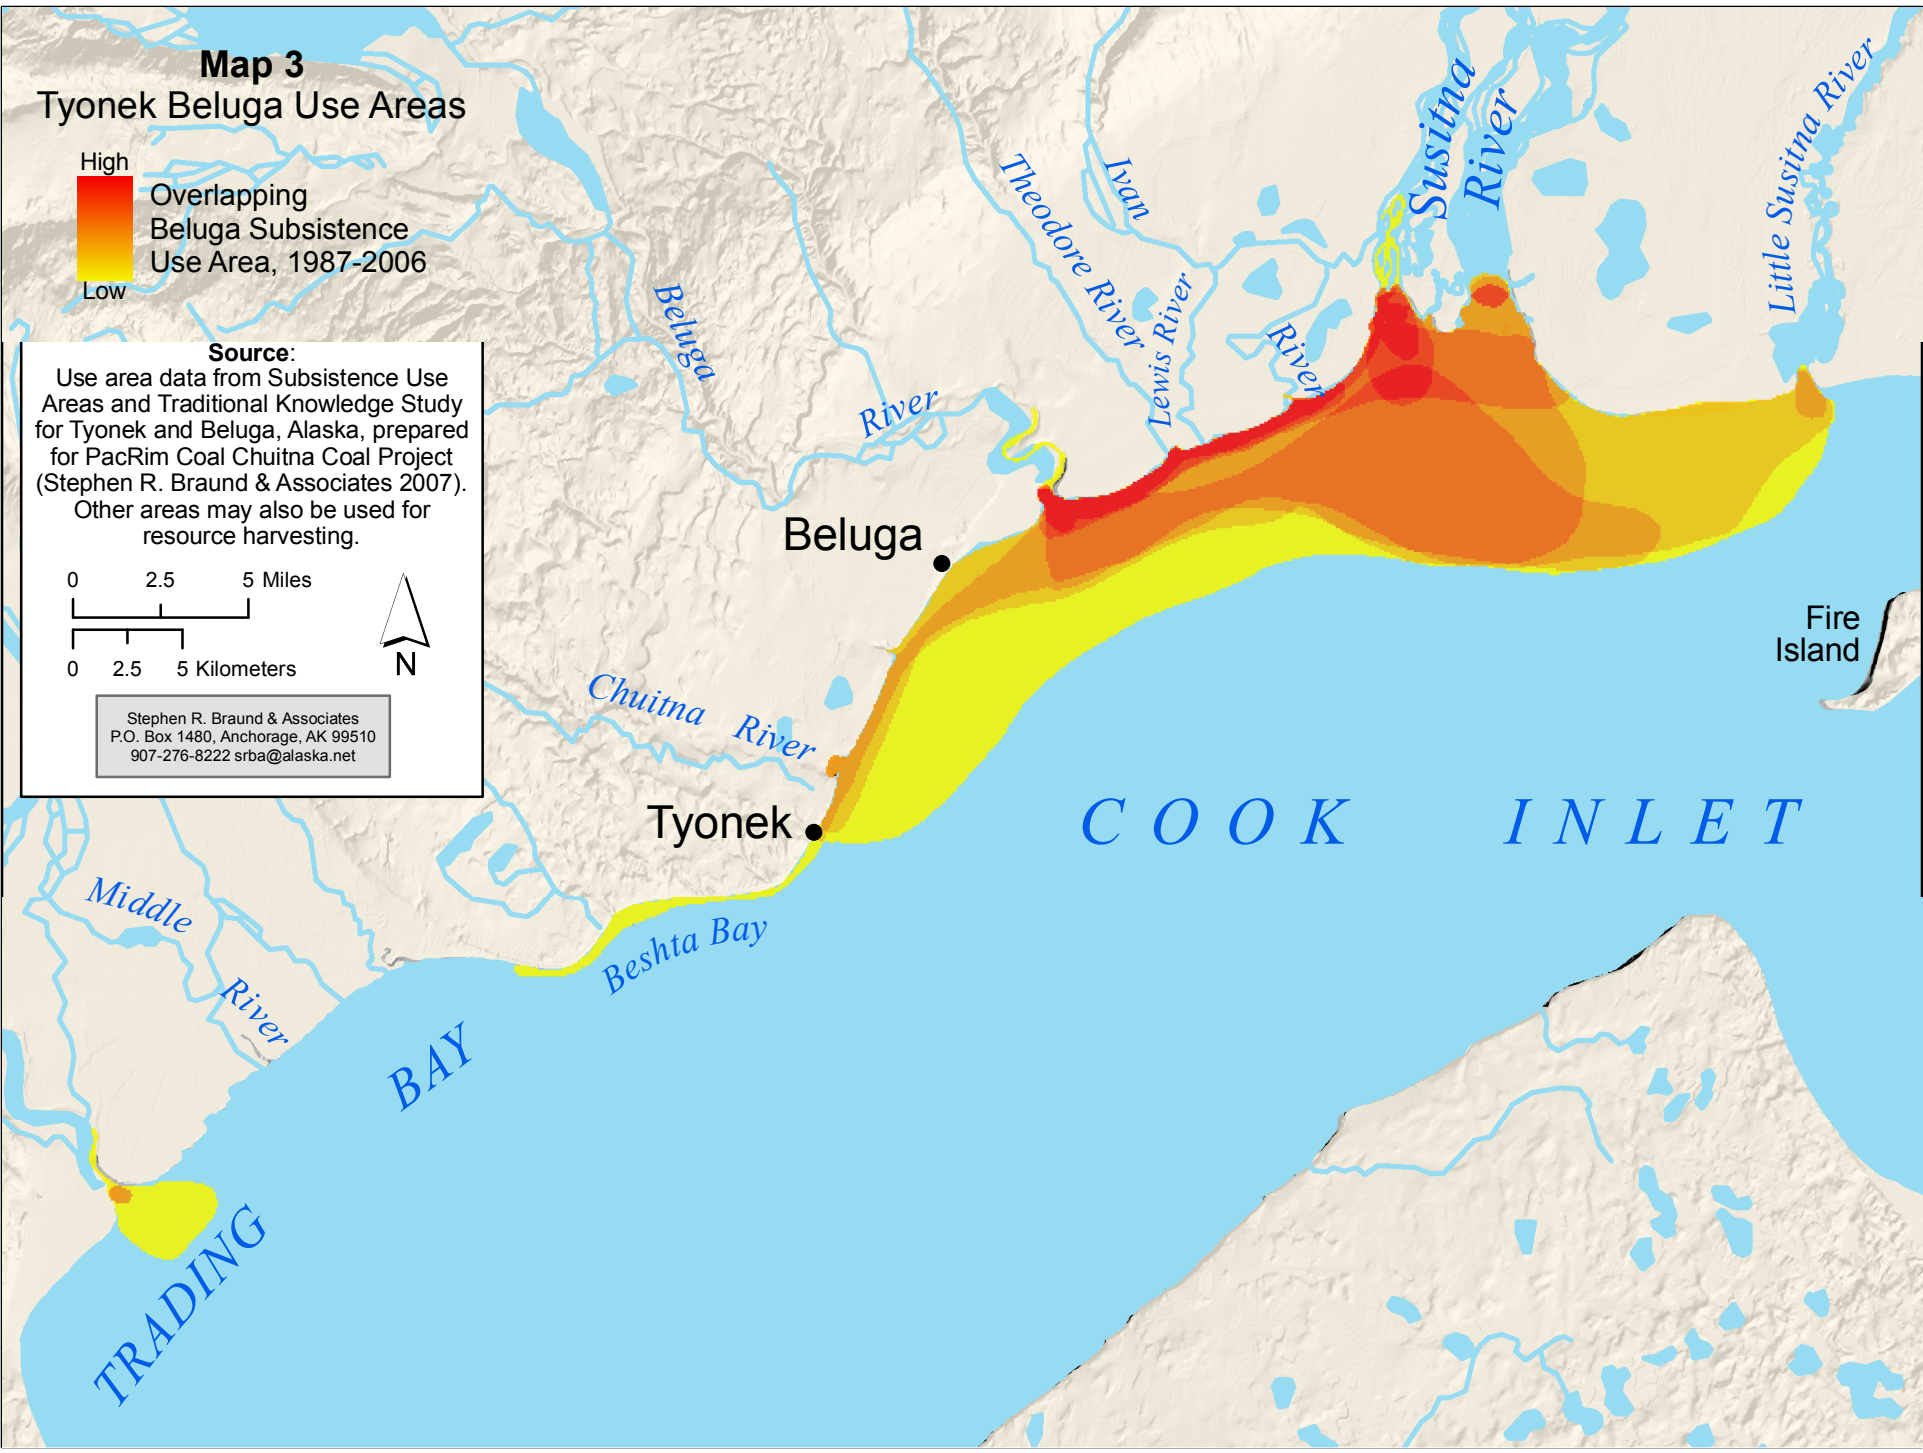 Map 3
Tyonek Beluga Use Areas
High
Overlapping
Beluga Subsistence
Use Area, 1987-2006
Low
Source:
Use area data from Subsistence Use
Areas and Traditional Knowledge Study
for Tyonek and Beluga, Alaska, prepared
for PacRim Coal Chuitna Coal Project
(Stephen R. Braund & Associates 2007).
Other areas may also be used for
resource harvesting.
0 2.5 5 Miles
0 2.5 5 Kilometers
N
Stephen R. Braund & Associates
P.O. Box 1480, Anchorage, AK 99510
907-276-8222 srba@alaska.net
Susitna
River
Little Susitna River
Ivan
River
Theodore River
Lewis River
Beluga
River
Beluga
Fire
Island
Chuitna River
Tyonek
COOK INLET
Beshta Bay
Middle
River
TRADING
BAY